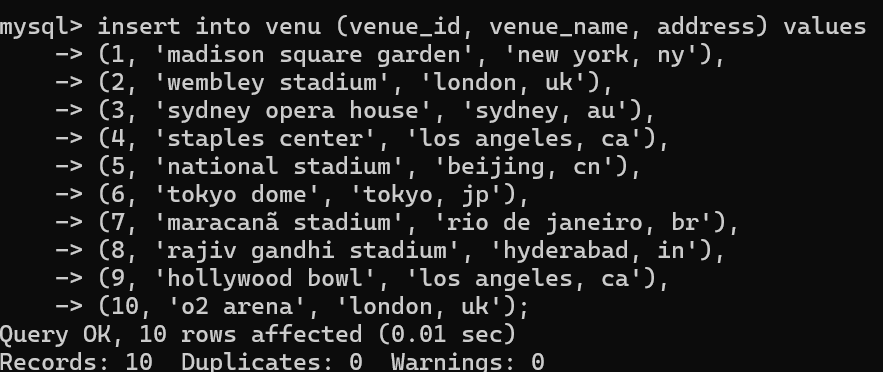 mysql> insert into venu (venue_id, venue_name, address) values
    -> (1, 'madison square garden', 'new york, ny'),
    -> (2, 'wembley stadium', 'london, uk'),
    -> (3, 'sydney opera house', 'sydney, au'),
    -> (4, 'staples center', 'los angeles, ca'),
    -> (5, 'national stadium', 'beijing, cn'),
    -> (6, 'tokyo dome', 'tokyo, jp'),
    -> (7, 'maracanã stadium', 'rio de janeiro, br'),
    -> (8, 'rajiv gandhi stadium', 'hyderabad, in'),
    -> (9, 'hollywood bowl', 'los angeles, ca'),
    -> (10, 'o2 arena', 'london, uk');
Query OK, 10 rows affected (0.01 sec)
Records: 10  Duplicates: 0  Warnings: 0